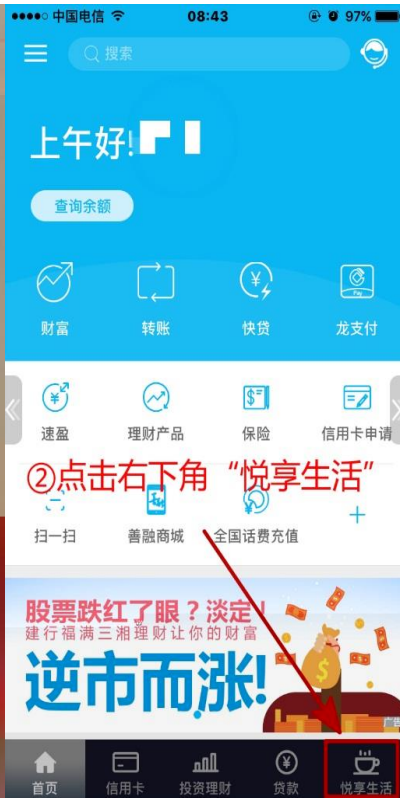 中国电信 08:43 97%
搜索
上午好!
查询余额
财富 转账 快贷 龙支付
Pay
速盈 理财产品 保险 信用卡申请
②点击右下角“悦享生活”
扫一扫 善融商城 全国话费充值
股票跌红了眼？淡定！
建行福满三湘理财让你的财富
逆市而涨!
广告
首页 信用卡 投资理财 贷款 悦享生活